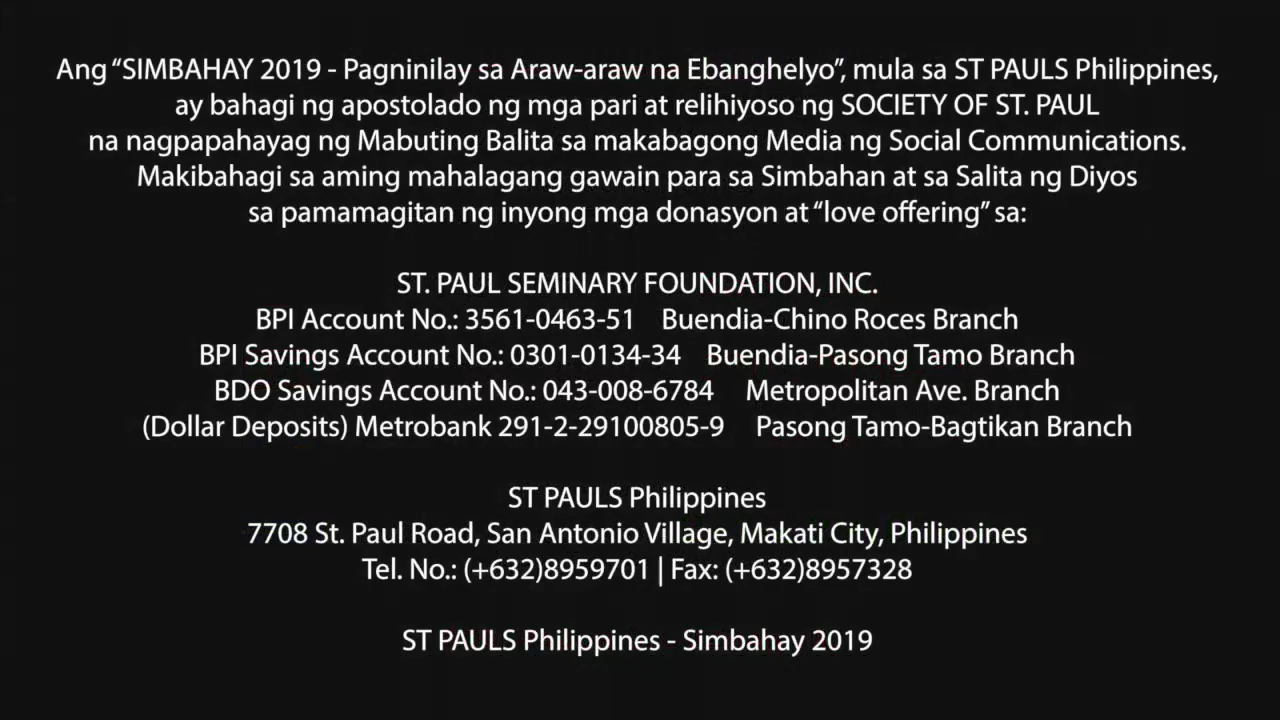 Ang “SIMBAHAY 2019 - Pagninilay sa Araw-araw na Ebanghelyo”, mula sa ST PAULS Philippines,
ay bahagi ng apostolado ng mga pari at relihiyoso ng SOCIETY OF ST. PAUL
na nagpapahayag ng Mabuting Balita sa makabagong Media ng Social Communications.
Makibahagi sa aming mahalagang gawain para sa Simbahan at sa Salita ng Diyos
sa pamamagitan ng inyong mga donasyon at “love offering” sa:
ST. PAUL SEMINARY FOUNDATION, INC.
BPI Account No.: 3561-0463-51 Buendia-Chino Roces Branch
BPI Savings Account No.: 0301-0134-34 Buendia-Pasong Tamo Branch
BDO Savings Account No.: 043-008-6784 Metropolitan Ave. Branch
(Dollar Deposits) Metrobank 291-2-29100805-9 Pasong Tamo-Bagtikan Branch
ST PAULS Philippines
7708 St. Paul Road, San Antonio Village, Makati City, Philippines
Tel. No.: (+632)8959701 | Fax: (+632)8957328
ST PAULS Philippines - Simbahay 2019